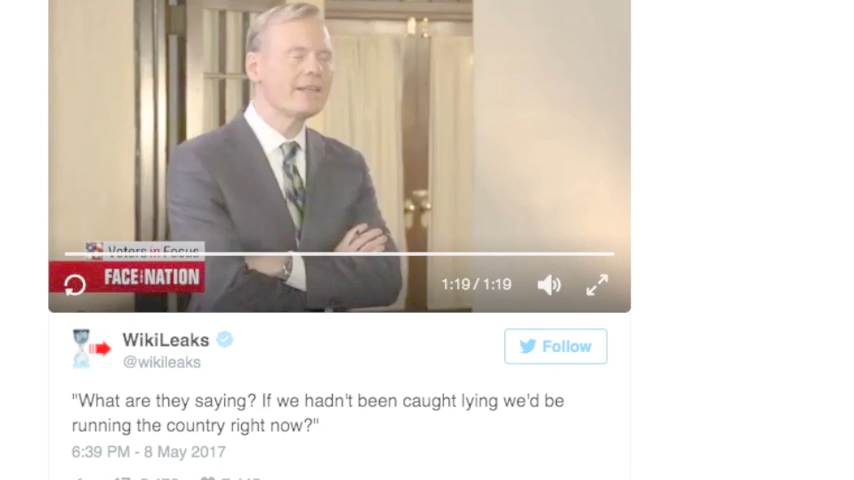 Voters in Focus
FACE THE NATION
1:19 / 1:19
WikiLeaks
@wikileaks
Follow
"What are they saying? If we hadn't been caught lying we'd be
running the country right now?"
6:39 PM - 8 May 2017